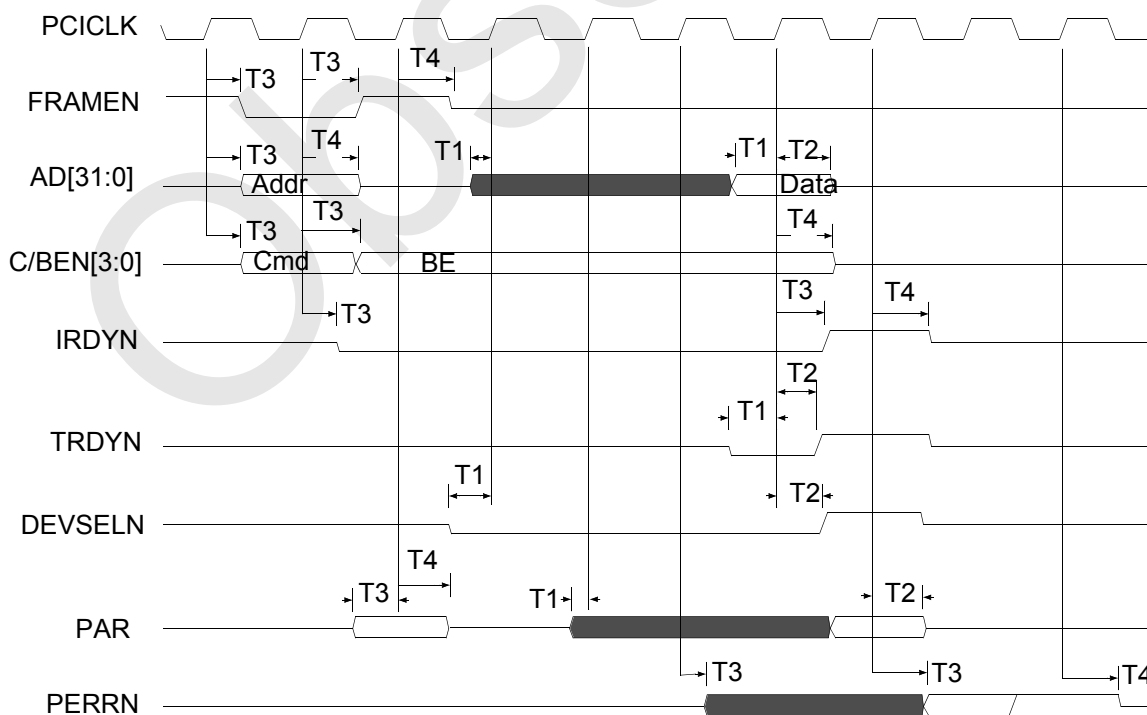 PCICLK
T3 T3 T4
FRAMEN
T3 T4 T1 T1 T2
AD[31:0] Addr Data
T3 T3 T4
C/BEN[3:0] Cmd BE
T3 T3 T4
IRDYN
T1 T2
TRDYN
T1 T2
DEVSELN
T3 T4 T1 T2
PAR
T3 T3 T4
PERRN